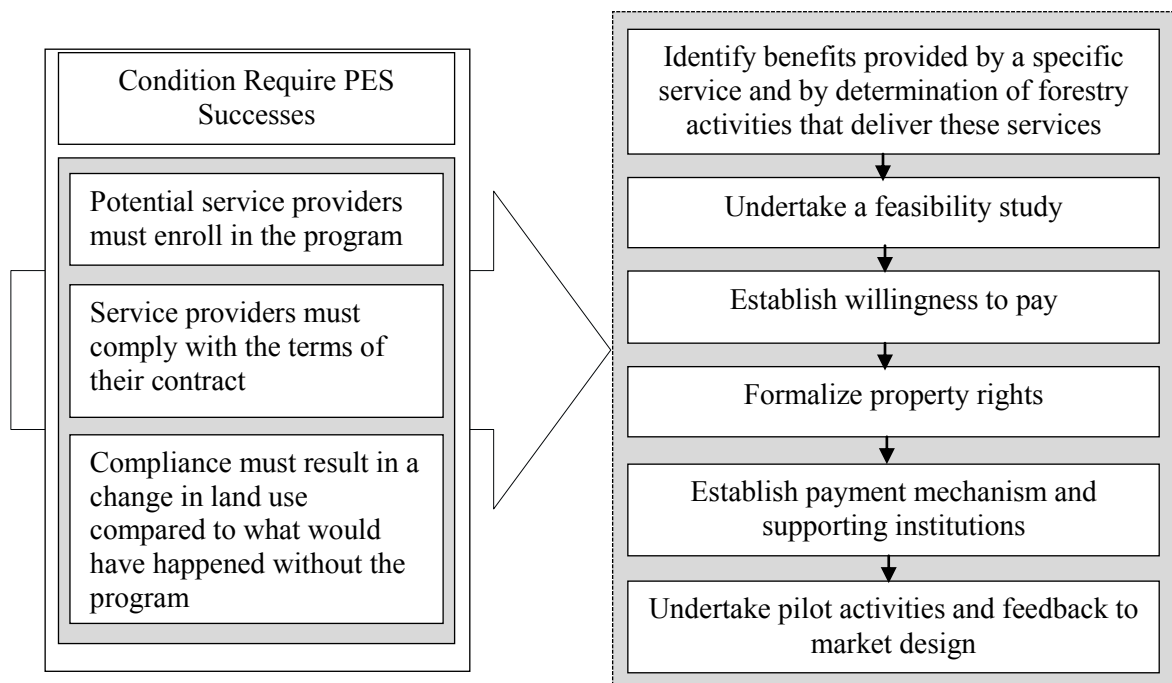 Condition Require PES
Successes
Potential service providers
must enroll in the program
Service providers must
comply with the terms of
their contract
Compliance must result in a
change in land use
compared to what would
have happened without the
program
Identify benefits provided by a specific
service and by determination of forestry
activities that deliver these services
Undertake a feasibility study
Establish willingness to pay
Formalize property rights
Establish payment mechanism and
supporting institutions
Undertake pilot activities and feedback to
market design